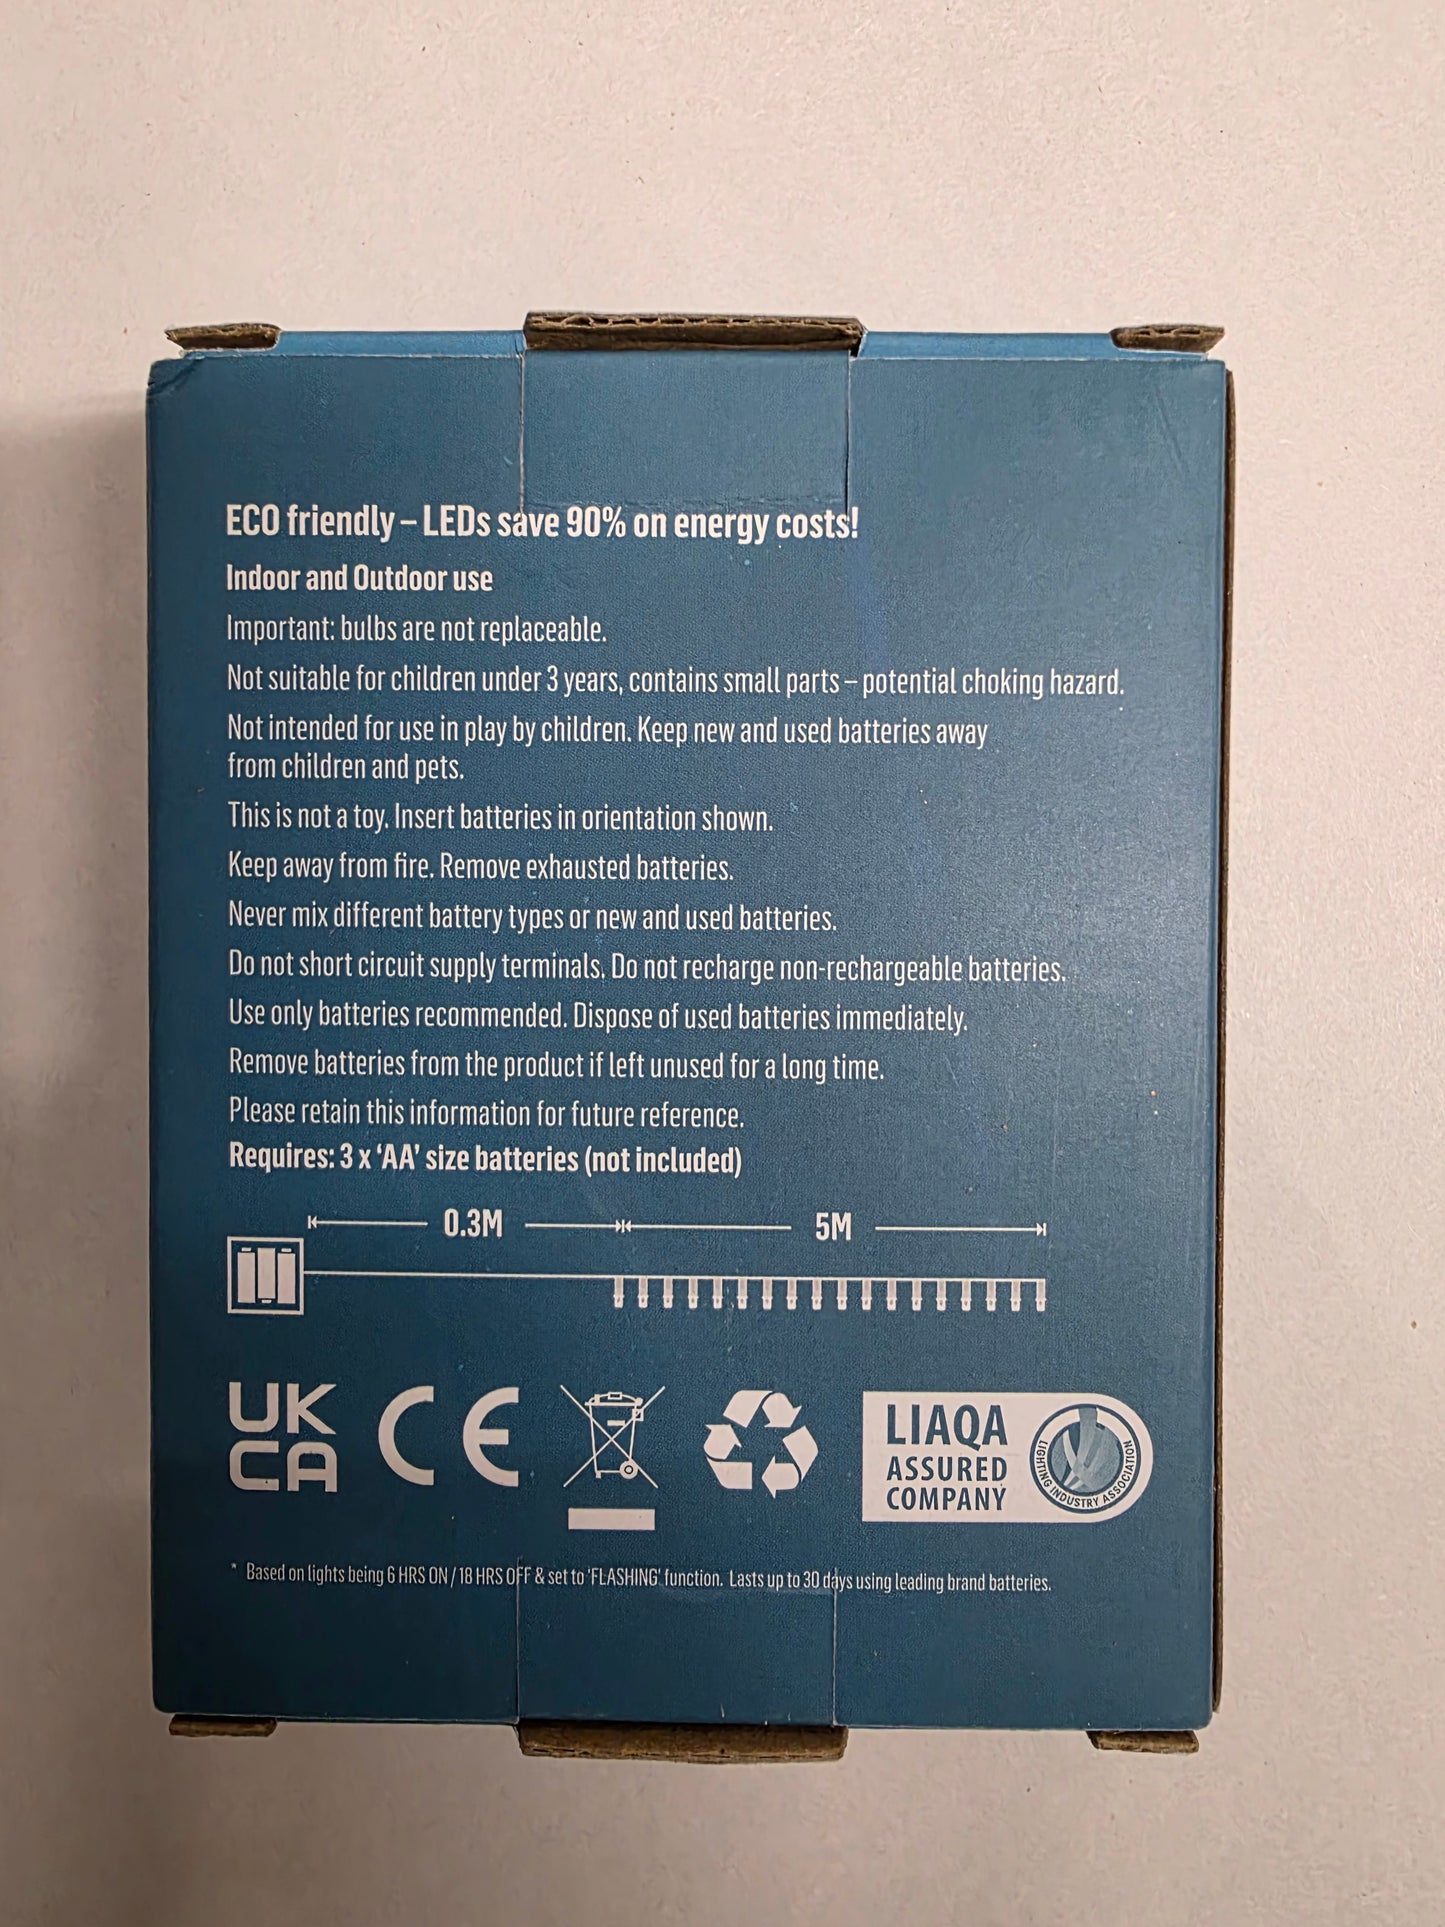 ECO friendly – LEDs save 90% on energy costs!
Indoor and Outdoor use
Important: bulbs are not replaceable.
Not suitable for children under 3 years, contains small parts – potential choking hazard.
Not intended for use in play by children. Keep new and used batteries away
from children and pets.
This is not a toy. Insert batteries in orientation shown.
Keep away from fire. Remove exhausted batteries.
Never mix different battery types or new and used batteries.
Do not short circuit supply terminals. Do not recharge non-rechargeable batteries.
Use only batteries recommended. Dispose of used batteries immediately.
Remove batteries from the product if left unused for a long time.
Please retain this information for future reference.
Requires: 3 x ‘AA’ size batteries (not included)
0.3M 5M
UK
CA
CE
LIAQA
ASSURED
COMPANY
LIGHTING INDUSTRY ASSOCIATION
* Based on lights being 6 HRS ON / 18 HRS OFF & set to ‘FLASHING’ function. Lasts up to 30 days using leading brand batteries.